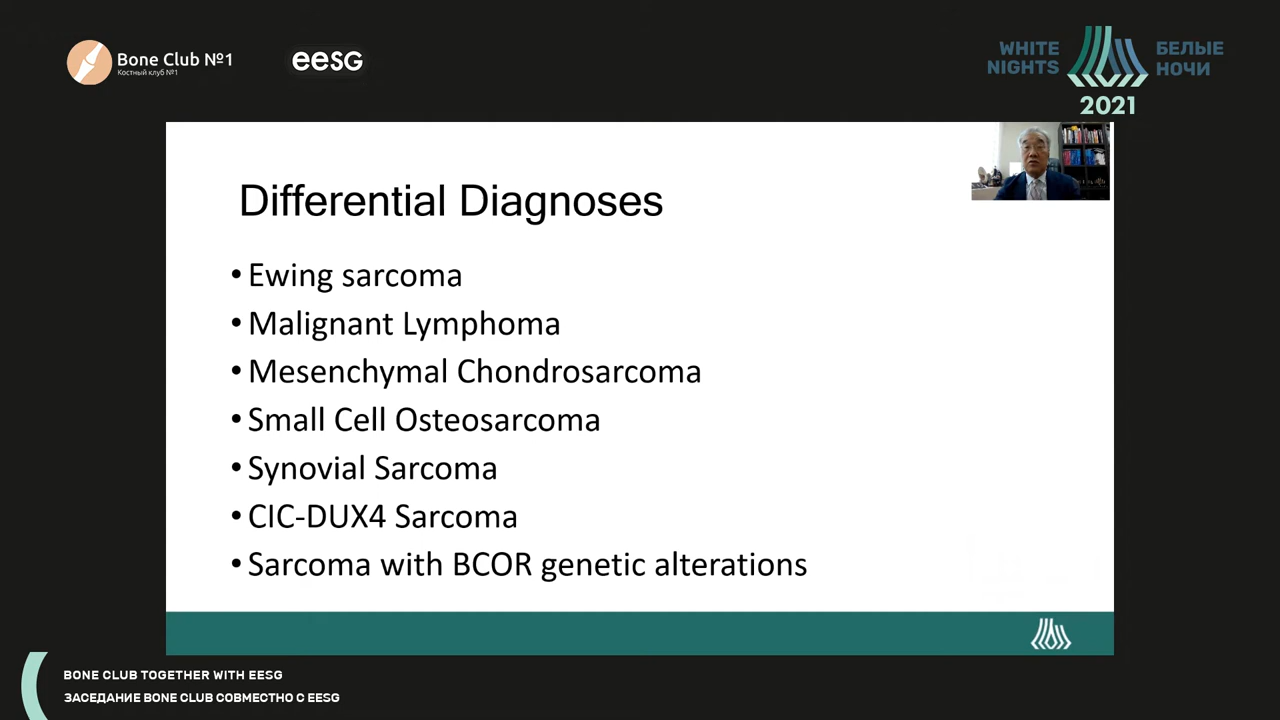 Bone Club №1
Костный клуб №1
eesg
WHITE
NIGHTS
БЕЛЫЕ
НОЧИ
2021
Differential Diagnoses
• Ewing sarcoma
• Malignant Lymphoma
• Mesenchymal Chondrosarcoma
• Small Cell Osteosarcoma
• Synovial Sarcoma
• CIC-DUX4 Sarcoma
• Sarcoma with BCOR genetic alterations
BONE CLUB TOGETHER WITH EESG
ЗАСЕДАНИЕ BONE CLUB СОВМЕСТНО С EESG